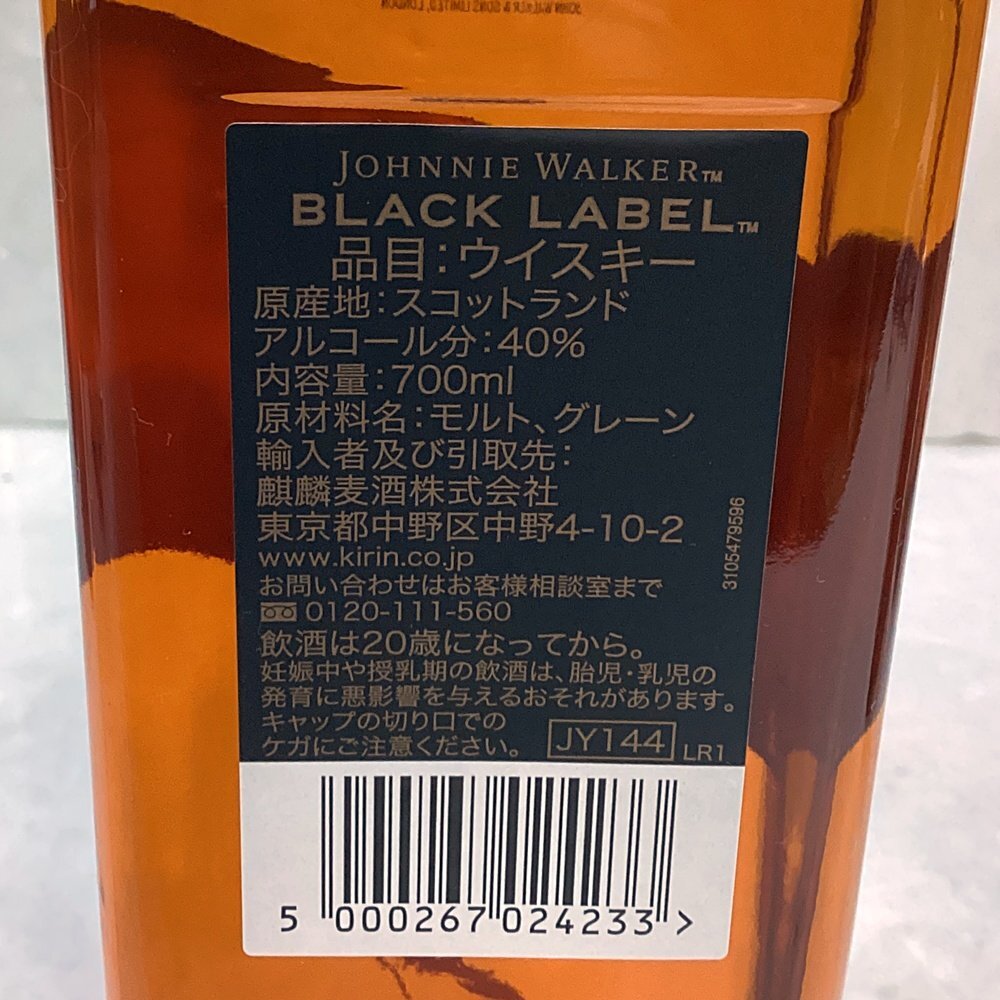 JOHN WALKER & SONS LIMITED, LONDON
JOHNNIE WALKER™
BLACK LABEL™
品目:ウイスキー
原産地:スコットランド
アルコール分:40%
内容量:700ml
原材料名:モルト、グレーン
輸入者及び引取先:
麒麟麦酒株式会社
東京都中野区中野4-10-2
www.kirin.co.jp
お問い合わせはお客様相談室まで
0120-111-560
飲酒は20歳になってから。
妊娠中や授乳期の飲酒は、胎児・乳児の
発育に悪影響を与えるおそれがあります。
キャップの切り口での
ケガにご注意ください。
JY144 LR1
3105479596
5 000267 024233 >